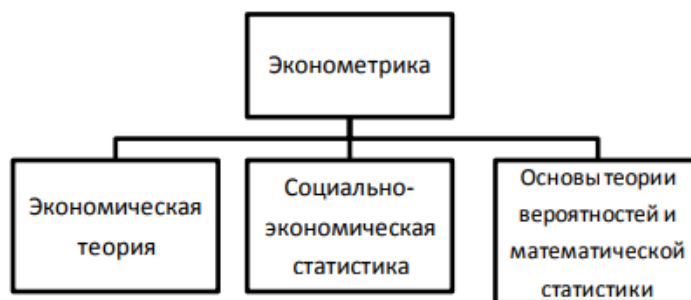 Эконометрика
Экономическая
теория
Социально-
экономическая
статистика
Основы теории
вероятностей и
математической
статистики